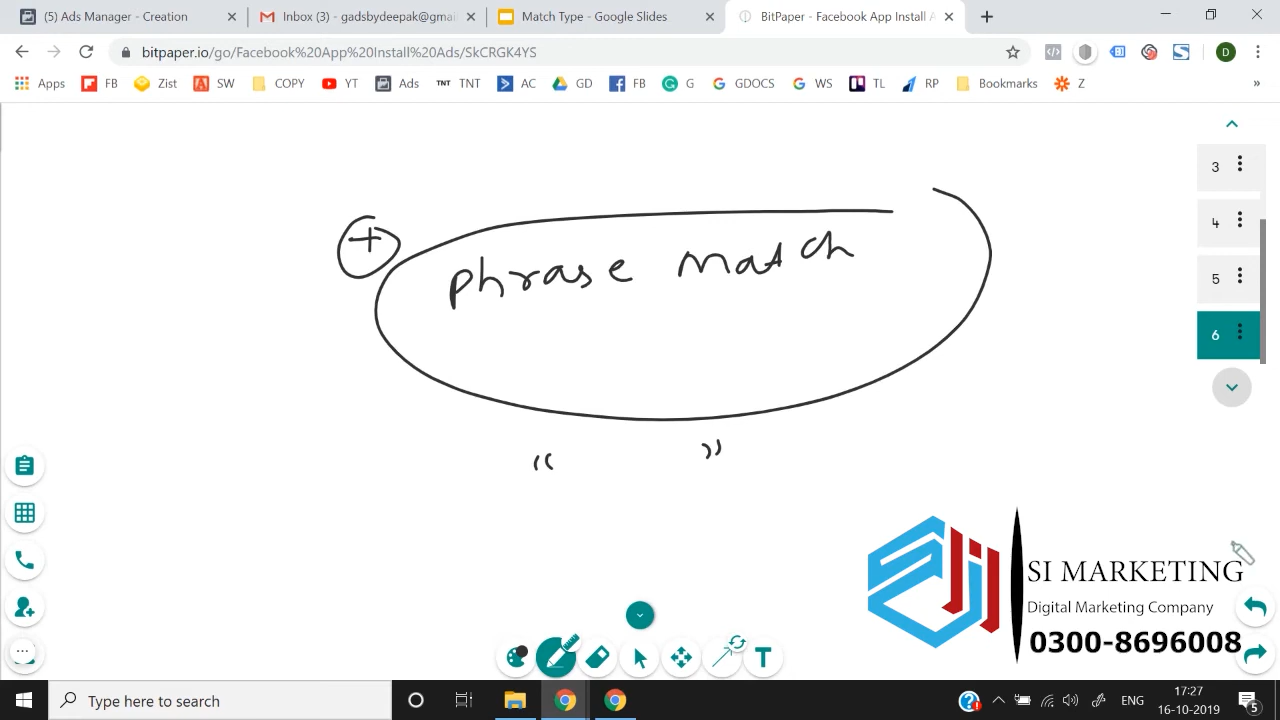 (5) Ads Manager - Creation
Inbox (3) - gadsbydeepak@gmai
Match Type - Google Slides
BitPaper - Facebook App Install A
bitpaper.io/go/Facebook%20App%20Install%20Ads/SkCRGK4YS
D
Apps FB Zist SW COPY YT Ads TNT TNT AC GD FB G GDOCS WS TL RP Bookmarks Z »
3
4
5
6
+
phrase match
“ ”
SI MARKETING
Digital Marketing Company
0300-8696008
T
Type here to search
ENG
17:27
16-10-2019
5